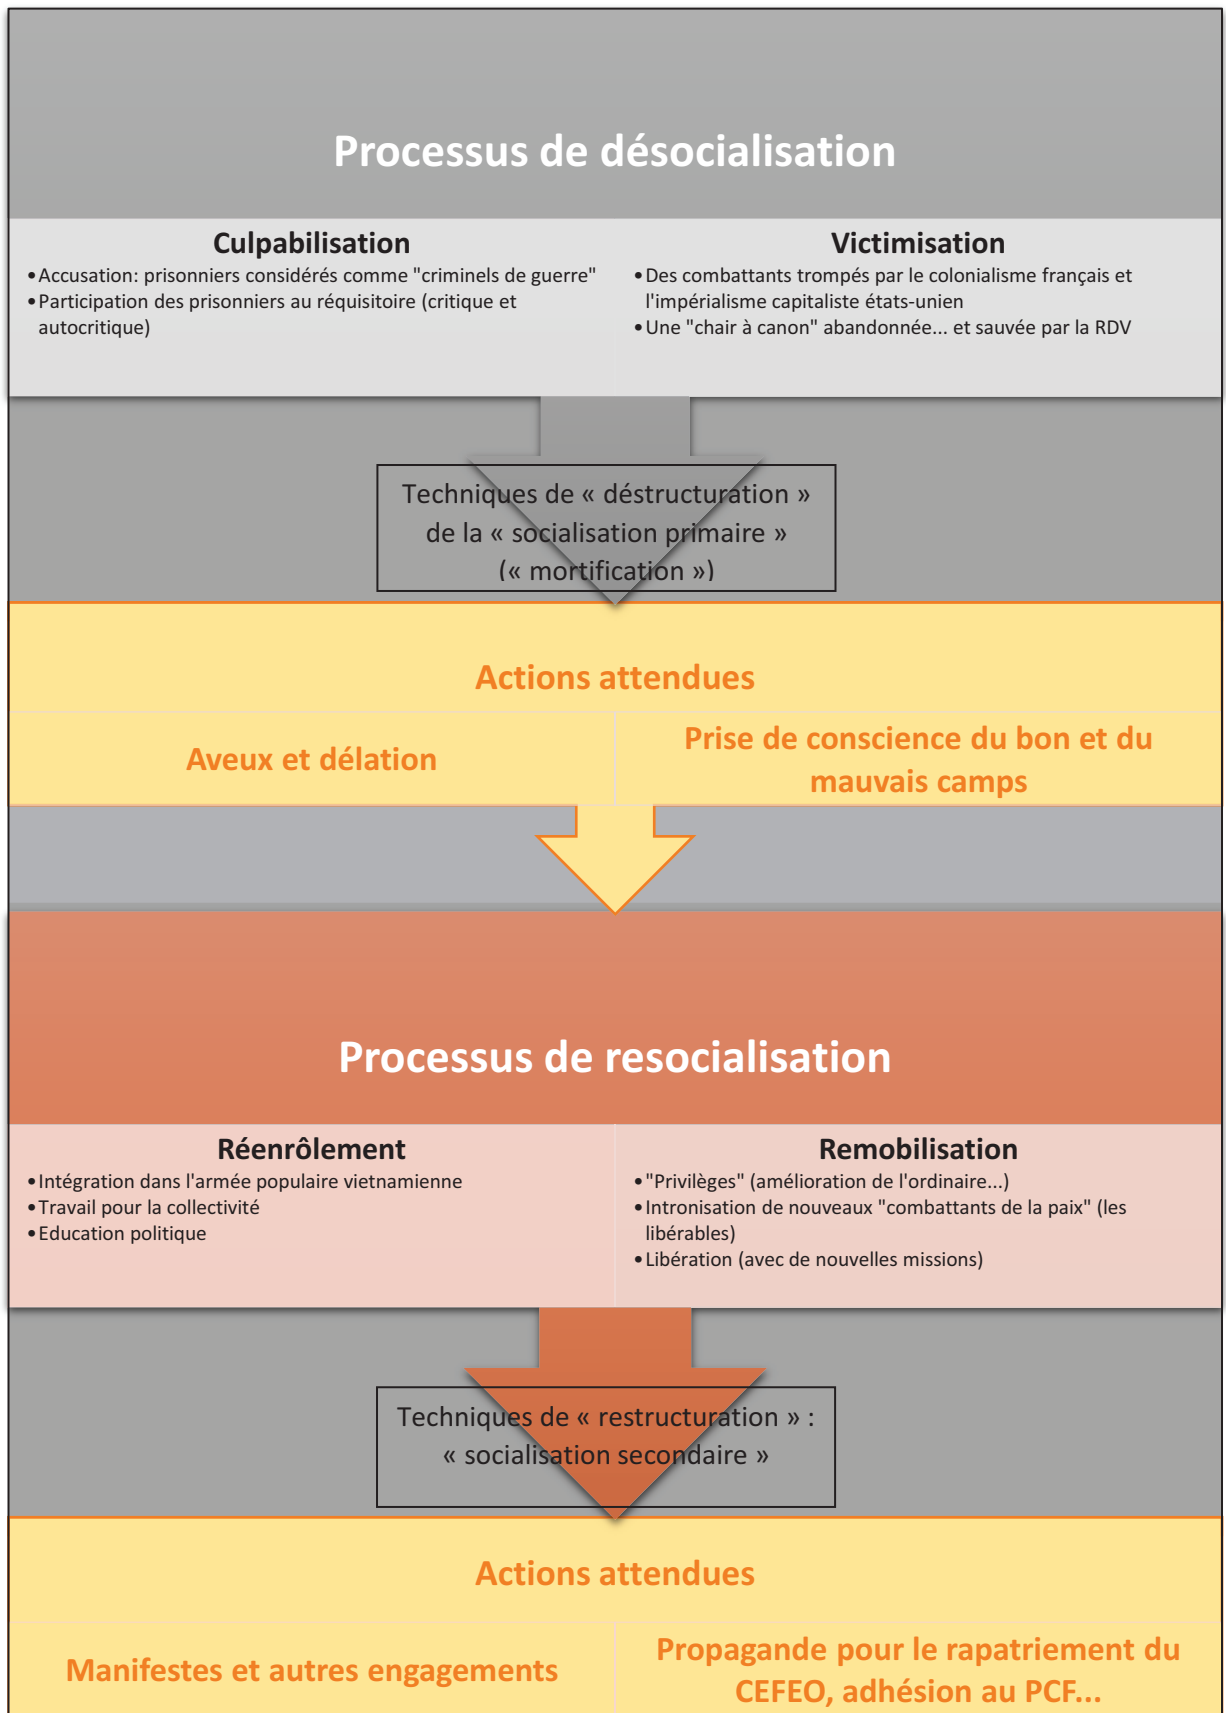 Processus de désocialisation
Culpabilisation
•Accusation: prisonniers considérés comme "criminels de guerre"
•Participation des prisonniers au réquisitoire (critique et
autocritique)
Victimisation
•Des combattants trompés par le colonialisme français et
l'impérialisme capitaliste états-unien
•Une "chair à canon" abandonnée... et sauvée par la RDV
Techniques de « déstructuration »
de la « socialisation primaire »
(« mortification »)
Actions attendues
Aveux et délation
Prise de conscience du bon et du
mauvais camps
Processus de resocialisation
Réenrôlement
•Intégration dans l'armée populaire vietnamienne
•Travail pour la collectivité
•Education politique
Remobilisation
•"Privilèges" (amélioration de l'ordinaire...)
•Intronisation de nouveaux "combattants de la paix" (les
libérables)
•Libération (avec de nouvelles missions)
Techniques de « restructuration » :
« socialisation secondaire »
Actions attendues
Manifestes et autres engagements
Propagande pour le rapatriement du
CEFEO, adhésion au PCF...